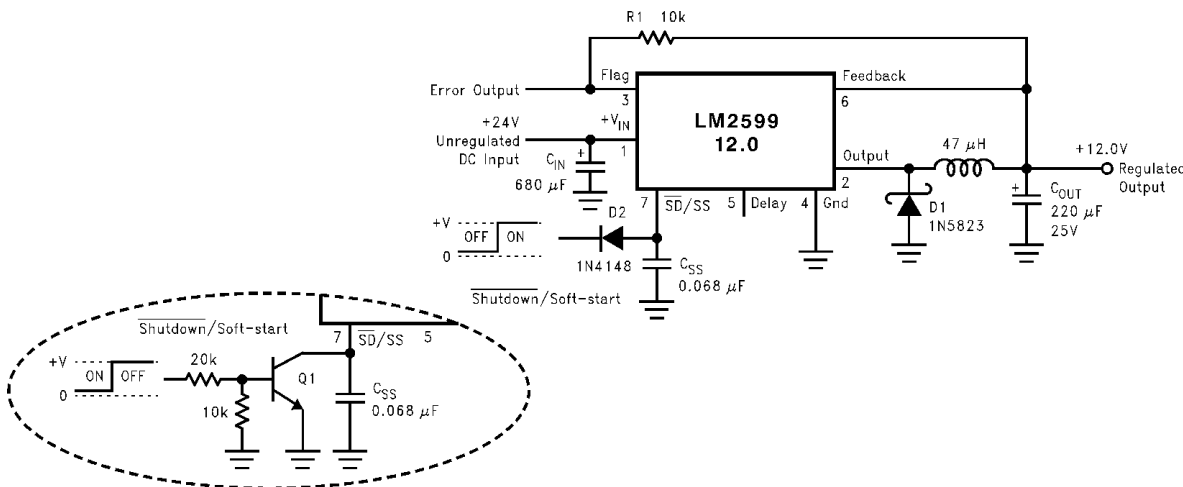 R1 10k
Flag
3
Feedback
6
Error Output
LM2599
12.0
+24V
Unregulated
DC Input
+VIN
1
CIN
680 µF
+
Output
2
47 µH
+12.0V
Regulated
Output
7
SD/SS
5
Delay
4
Gnd
D1
1N5823
+
COUT
220 µF
25V
D2
1N4148
+V
OFF
ON
0
CSS
0.068 µF
Shutdown/Soft-start
Shutdown/Soft-start
7
SD/SS
5
+V
ON
OFF
0
20k
10k
Q1
CSS
0.068 µF